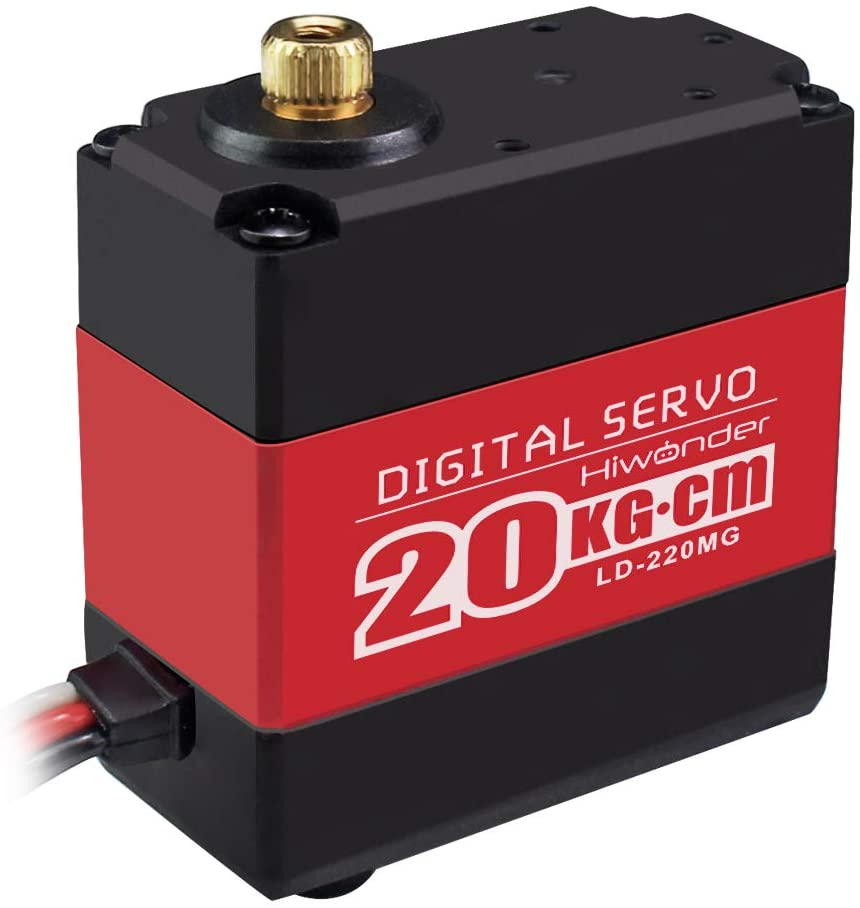 DIGITAL SERVO
Hiwonder
20KG·cm
LD-220MG